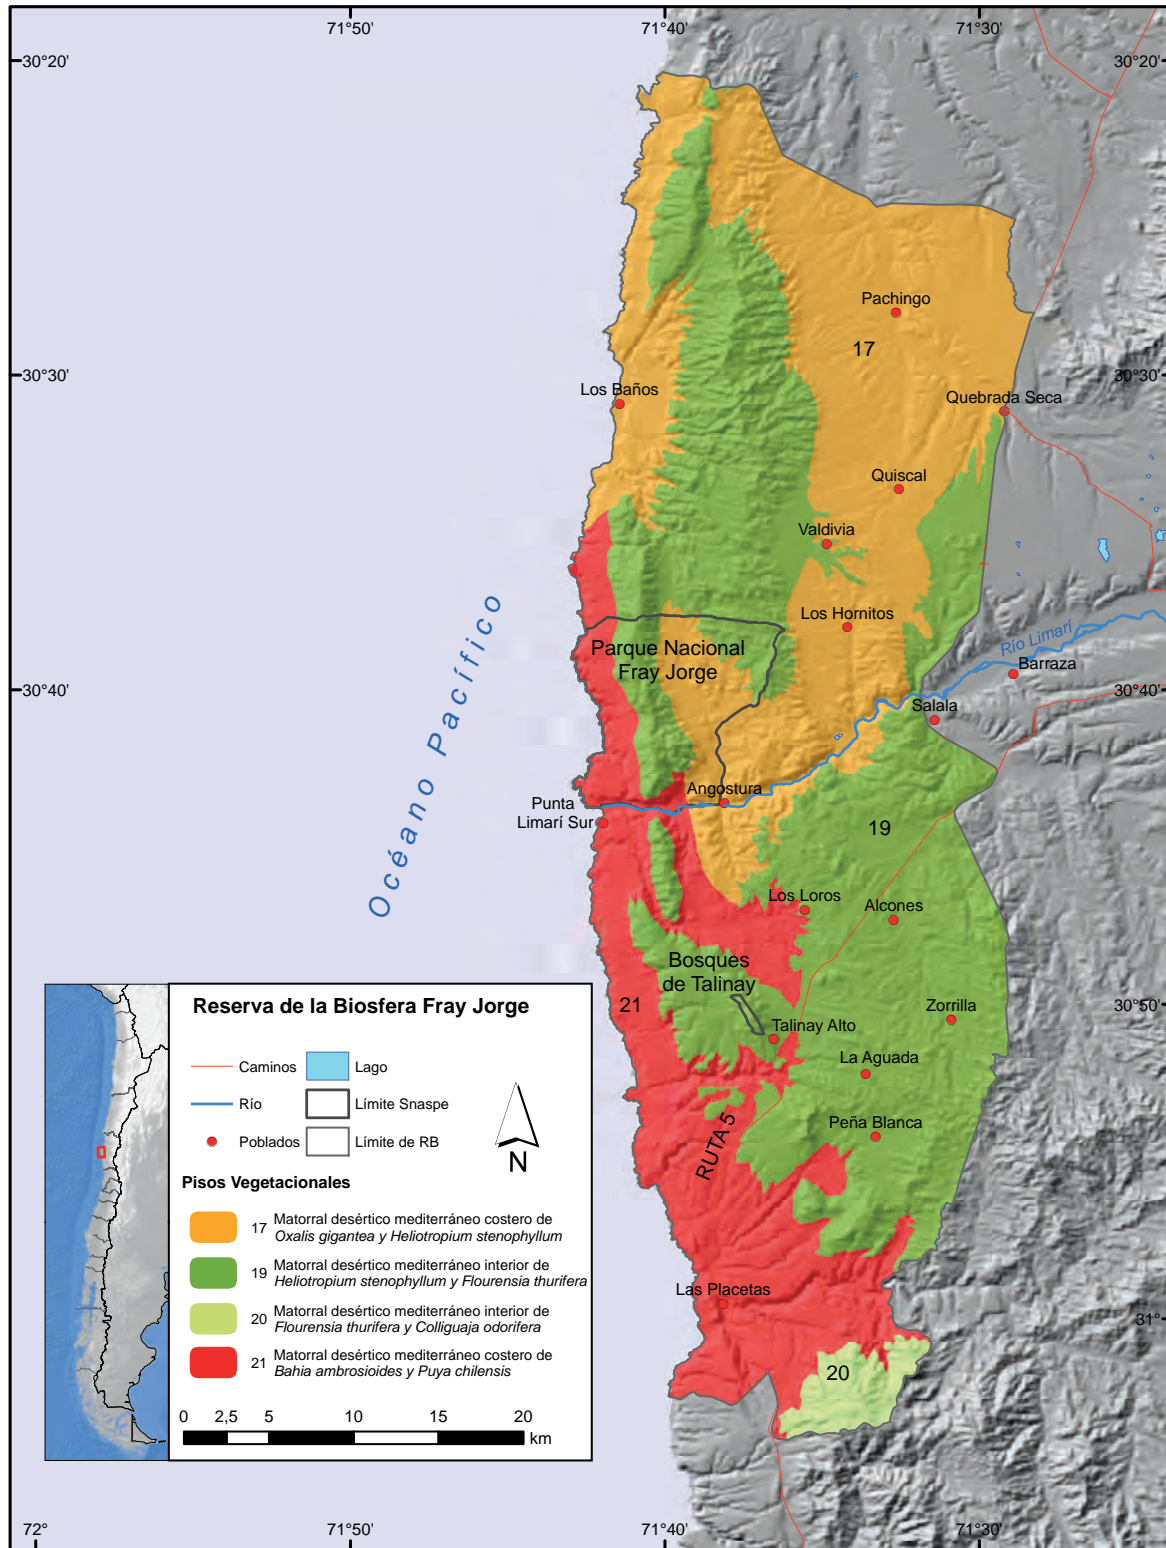 71°50'
71°40'
71°30'
30°20'
30°20'
Pachingo
17
30°30'
30°30'
Los Baños
Quebrada Seca
Quiscal
Valdivia
Los Hornitos
Océano Pacífico
Parque Nacional
Fray Jorge
Río Limarí
Barraza
30°40'
30°40'
Salala
Angostura
Punta
Limarí Sur
19
Los Loros
Alcones
Bosques
de Talinay
21
Zorrilla
30°50'
Talinay Alto
La Aguada
Peña Blanca
RUTA 5
Las Placetas
31°
20
Reserva de la Biosfera Fray Jorge
Caminos
Lago
Río
Límite Snaspe
Poblados
Límite de RB
N
Pisos Vegetacionales
17 Matorral desértico mediterráneo costero de
Oxalis gigantea y Heliotropium stenophyllum
19 Matorral desértico mediterráneo interior de
Heliotropium stenophyllum y Flourensia thurifera
20 Matorral desértico mediterráneo interior de
Flourensia thurifera y Colliguaja odorifera
21 Matorral desértico mediterráneo costero de
Bahia ambrosioides y Puya chilensis
0 2,5 5 10 15 20
km
72°
71°50'
71°40'
71°30'